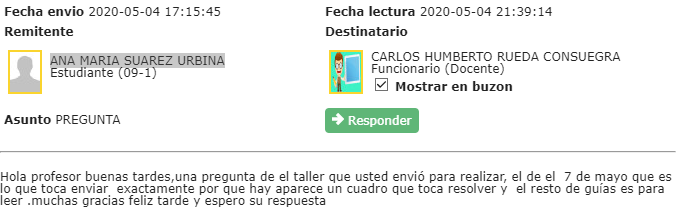 Fecha envio 2020-05-04 17:15:45 Fecha lectura 2020-05-04 21:39:14
Remitente Destinatario
ANA MARIA SUAREZ URBINA
Estudiante (09-1)
CARLOS HUMBERTO RUEDA CONSUEGRA
Funcionario (Docente)
Mostrar en buzon
Asunto PREGUNTA
Responder
Hola profesor buenas tardes,una pregunta de el taller que usted envió para realizar, el de el 7 de mayo que es
lo que toca enviar exactamente por que hay aparece un cuadro que toca resolver y el resto de guías es para
leer .muchas gracias feliz tarde y espero su respuesta